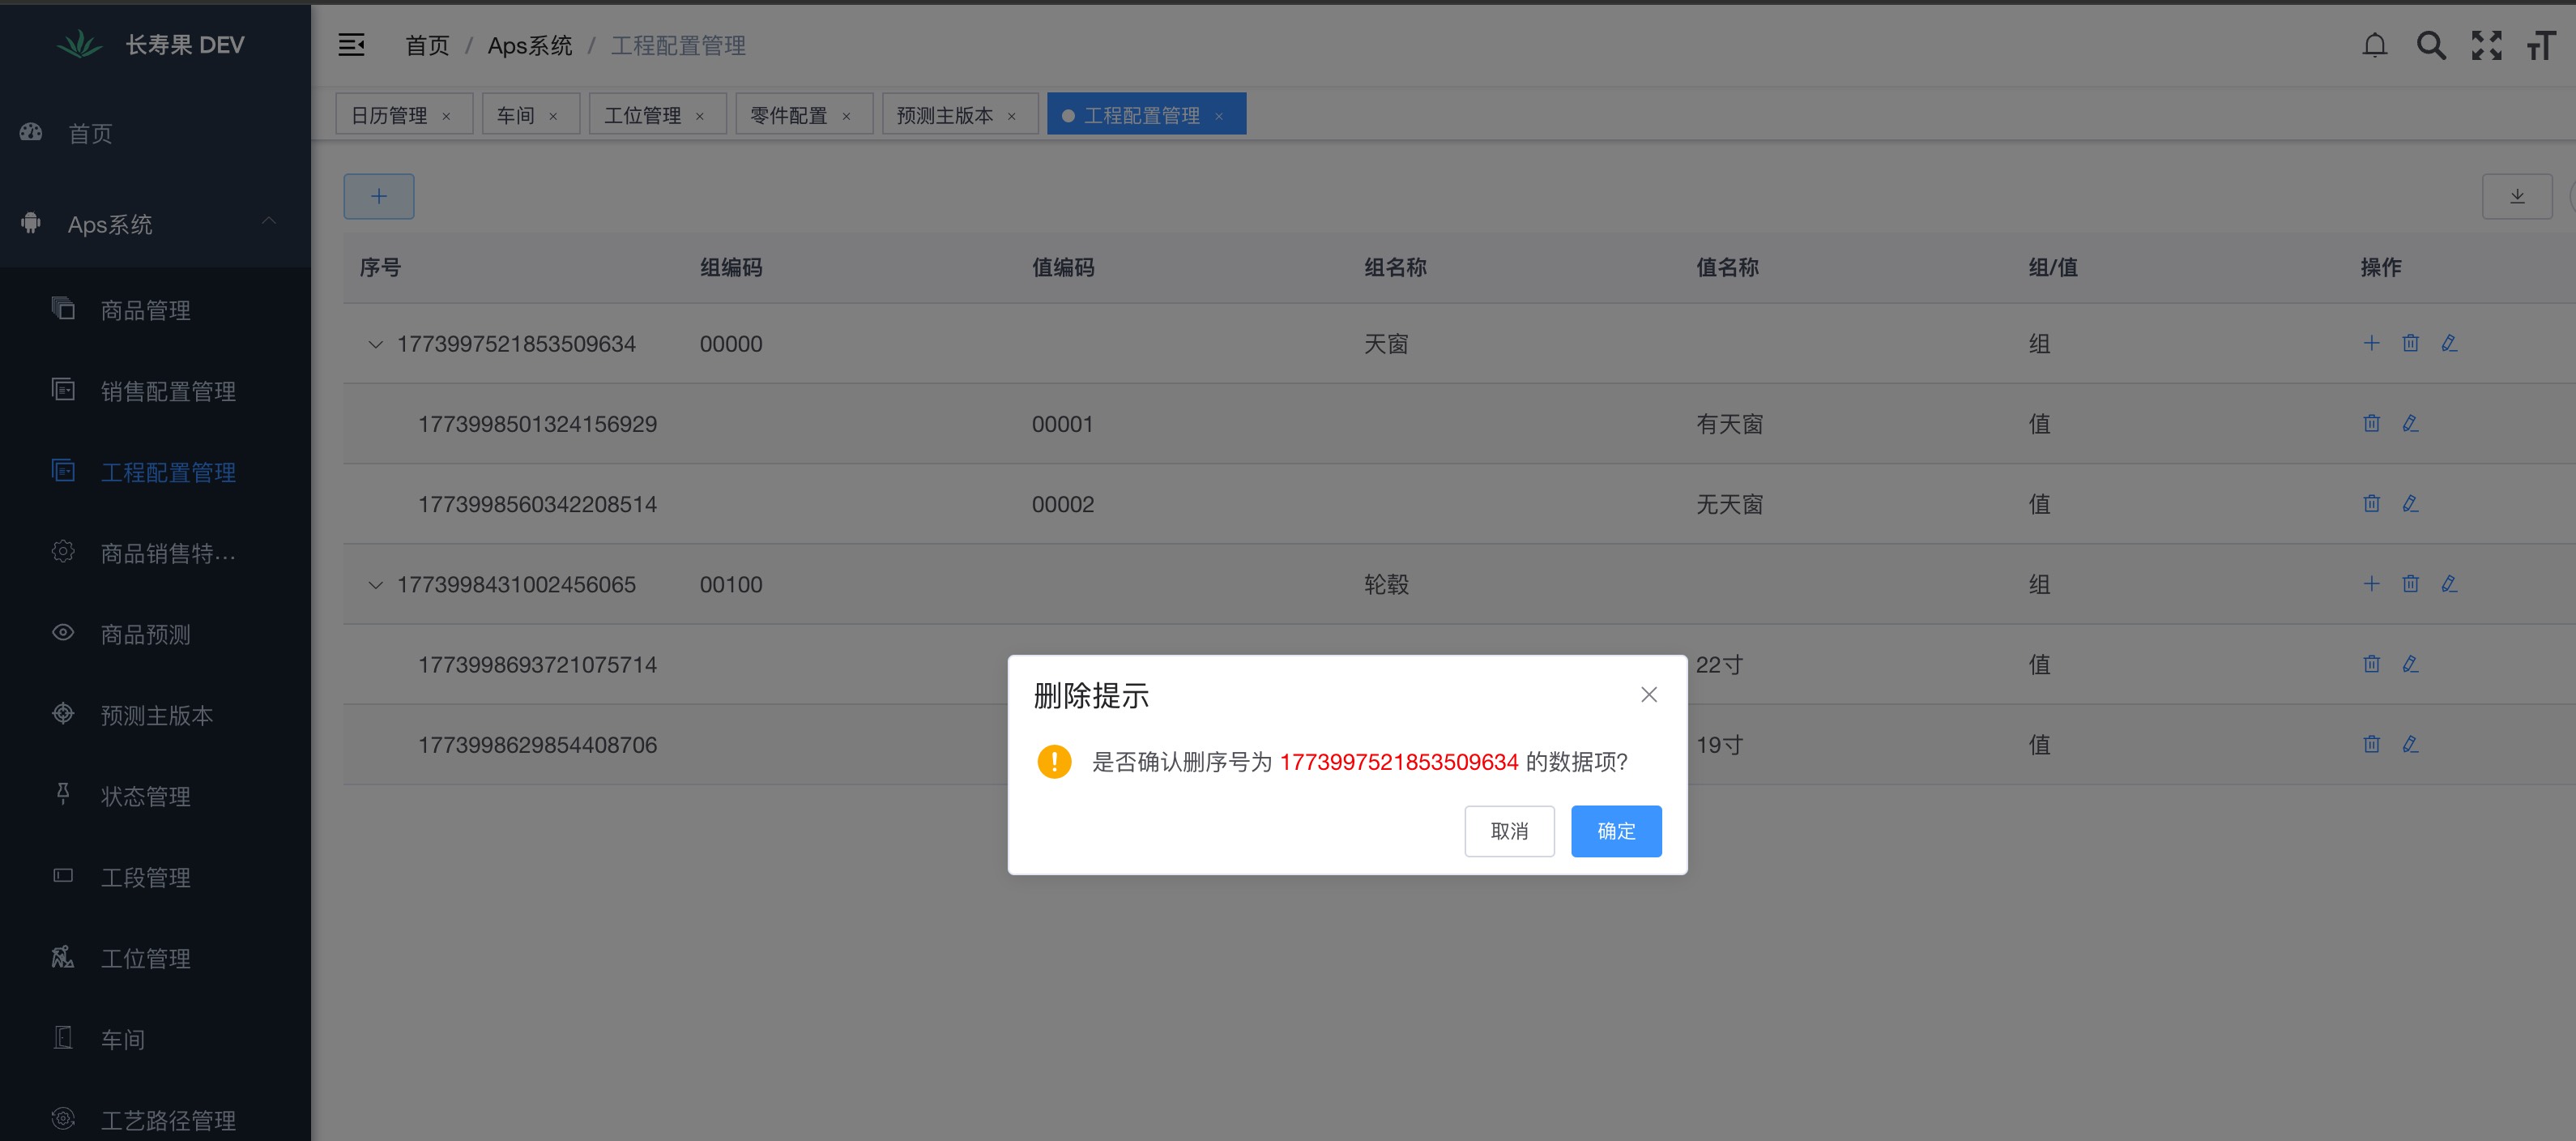 长寿果 DEV
首页 / Aps系统 / 工程配置管理
日历管理 ×
车间 ×
工位管理 ×
零件配置 ×
预测主版本 ×
工程配置管理 ×
首页
Aps系统
商品管理
销售配置管理
工程配置管理
商品销售特...
商品预测
预测主版本
状态管理
工段管理
工位管理
车间
工艺路径管理
序号 组编码 值编码 组名称 值名称 组/值 操作
1773997521853509634 00000 天窗 组
1773998501324156929 00001 有天窗 值
1773998560342208514 00002 无天窗 值
1773998431002456065 00100 轮毂 组
1773998693721075714 22寸 值
1773998629854408706 19寸 值
删除提示
是否确认删序号为 1773997521853509634 的数据项?
取消 确定